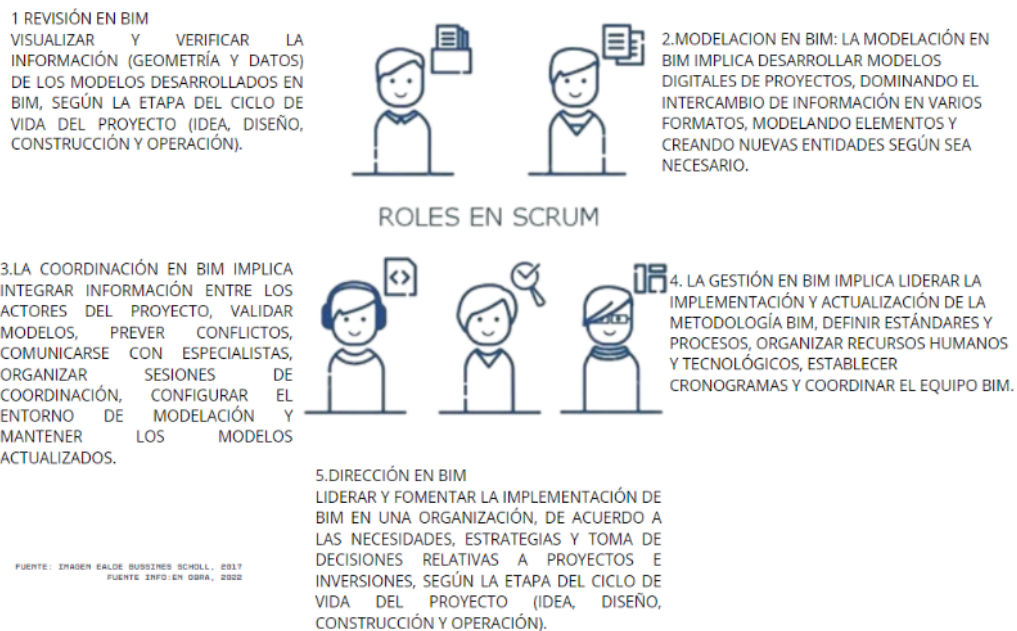 1 REVISIÓN EN BIM
VISUALIZAR Y VERIFICAR LA
INFORMACIÓN (GEOMETRÍA Y DATOS)
DE LOS MODELOS DESARROLLADOS EN
BIM, SEGÚN LA ETAPA DEL CICLO DE
VIDA DEL PROYECTO (IDEA, DISEÑO,
CONSTRUCCIÓN Y OPERACIÓN).
2.MODELACION EN BIM: LA MODELACIÓN EN
BIM IMPLICA DESARROLLAR MODELOS
DIGITALES DE PROYECTOS, DOMINANDO EL
INTERCAMBIO DE INFORMACIÓN EN VARIOS
FORMATOS, MODELANDO ELEMENTOS Y
CREANDO NUEVAS ENTIDADES SEGÚN SEA
NECESARIO.
ROLES EN SCRUM
3.LA COORDINACIÓN EN BIM IMPLICA
INTEGRAR INFORMACIÓN ENTRE LOS
ACTORES DEL PROYECTO, VALIDAR
MODELOS, PREVER CONFLICTOS,
COMUNICARSE CON ESPECIALISTAS,
ORGANIZAR SESIONES DE
COORDINACIÓN, CONFIGURAR EL
ENTORNO DE MODELACIÓN Y
MANTENER LOS MODELOS
ACTUALIZADOS.
4. LA GESTIÓN EN BIM IMPLICA LIDERAR LA
IMPLEMENTACIÓN Y ACTUALIZACIÓN DE LA
METODOLOGÍA BIM, DEFINIR ESTÁNDARES Y
PROCESOS, ORGANIZAR RECURSOS HUMANOS
Y TECNOLÓGICOS, ESTABLECER
CRONOGRAMAS Y COORDINAR EL EQUIPO BIM.
5.DIRECCIÓN EN BIM
LIDERAR Y FOMENTAR LA IMPLEMENTACIÓN DE
BIM EN UNA ORGANIZACIÓN, DE ACUERDO A
LAS NECESIDADES, ESTRATEGIAS Y TOMA DE
DECISIONES RELATIVAS A PROYECTOS E
INVERSIONES, SEGÚN LA ETAPA DEL CICLO DE
VIDA DEL PROYECTO (IDEA, DISEÑO,
CONSTRUCCIÓN Y OPERACIÓN).
FUENTE: IMAGEN EALDE BUSSINES SCHOLL, 2017
FUENTE INFO:EN OBRA, 2022